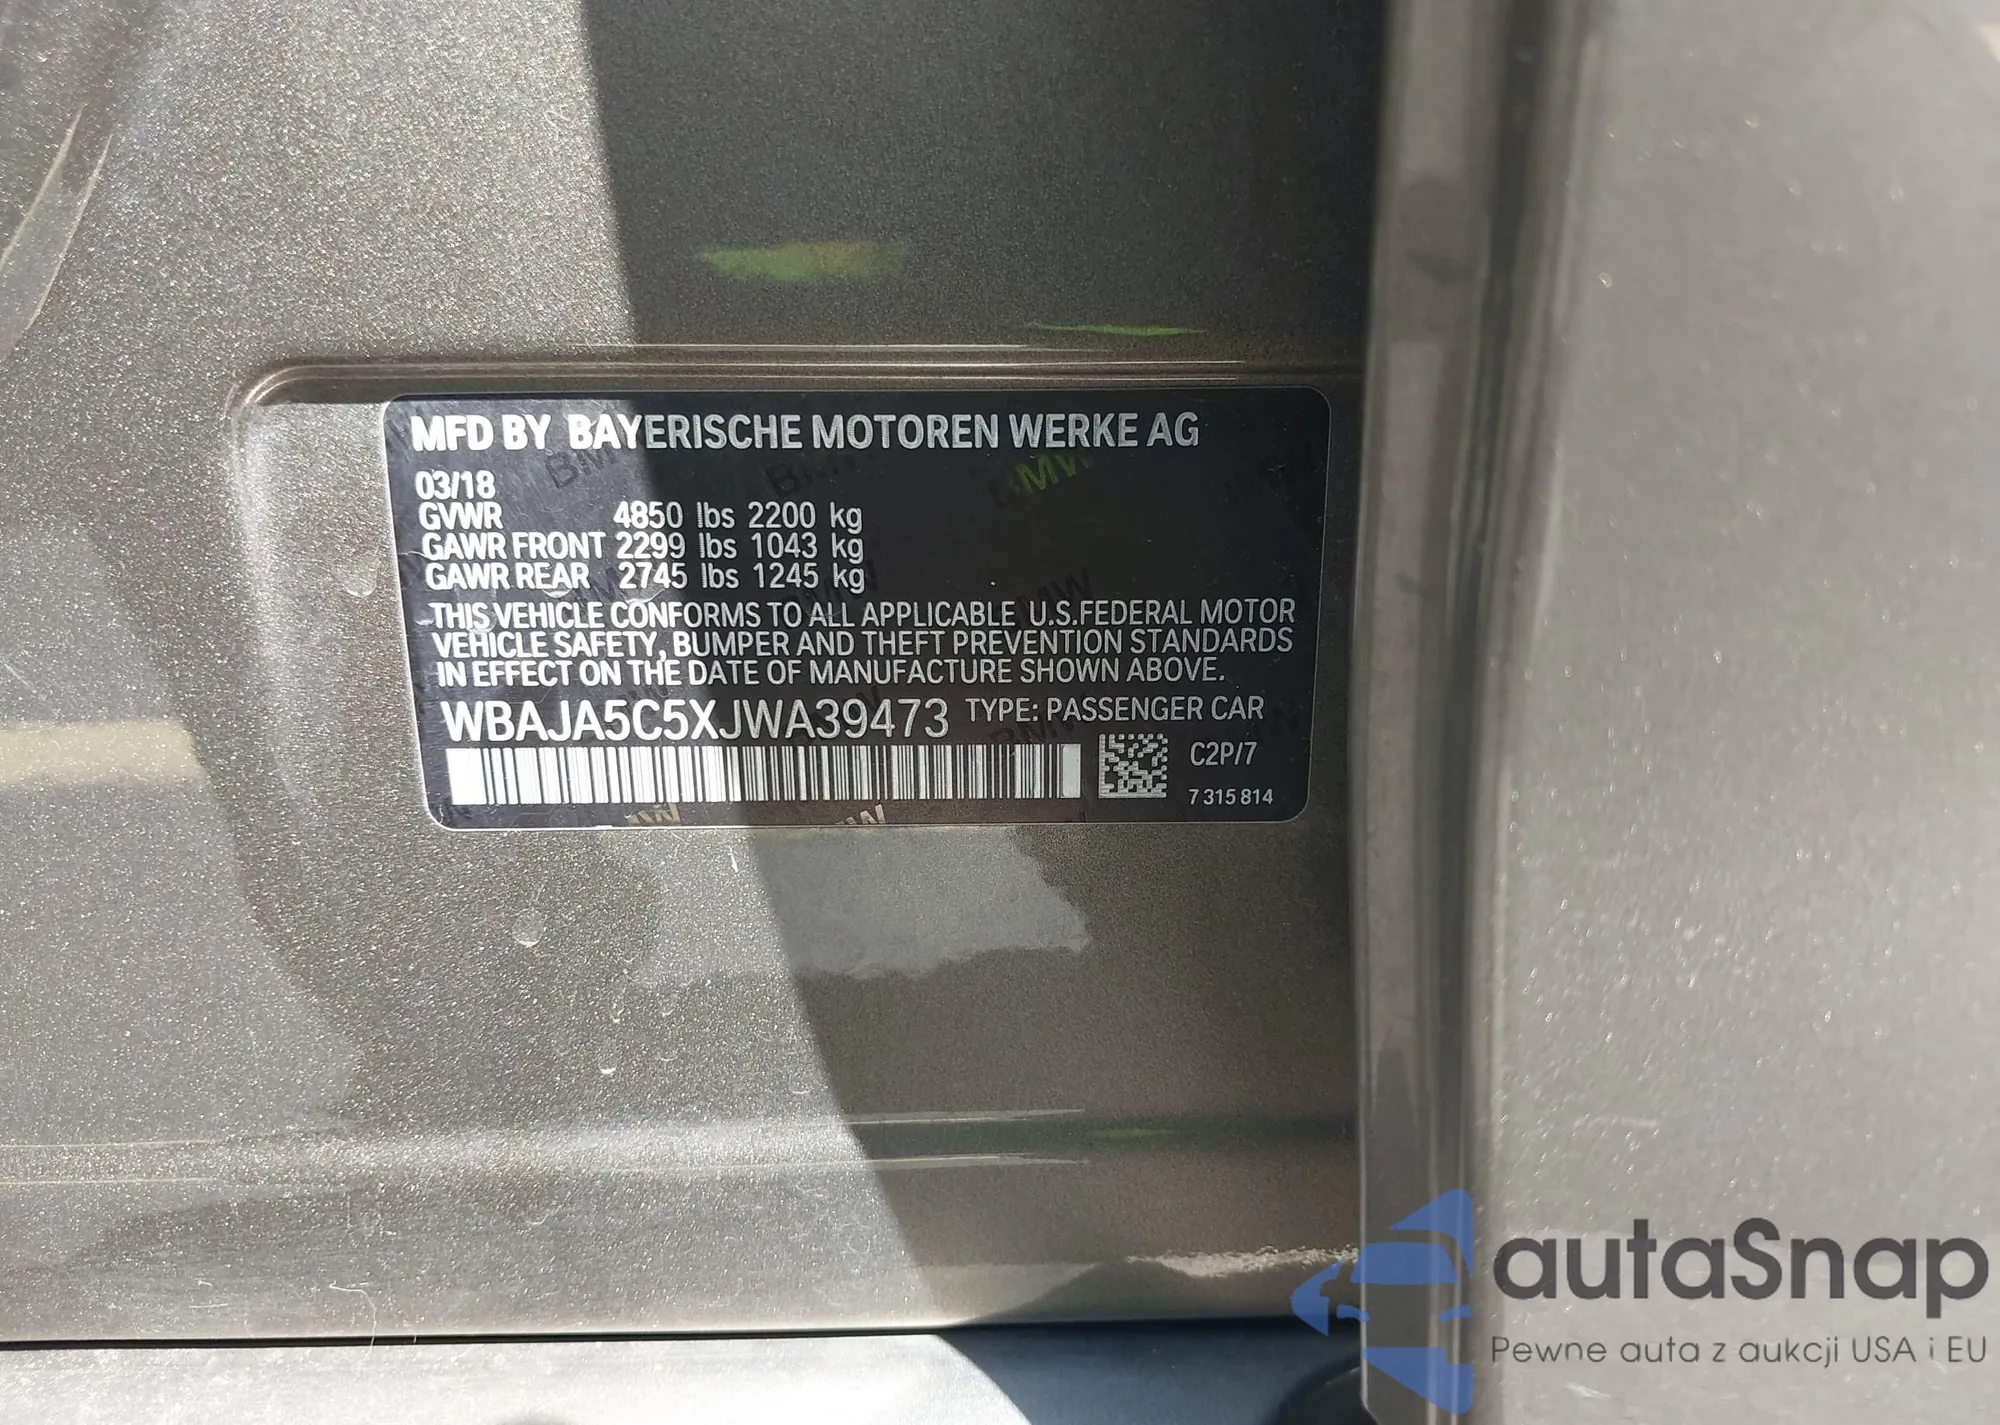 MFD BY BAYERISCHE MOTOREN WERKE AG
03/18
GVWR 4850 lbs 2200 kg
GAWR FRONT 2299 lbs 1043 kg
GAWR REAR 2745 lbs 1245 kg
THIS VEHICLE CONFORMS TO ALL APPLICABLE U.S.FEDERAL MOTOR
VEHICLE SAFETY, BUMPER AND THEFT PREVENTION STANDARDS
IN EFFECT ON THE DATE OF MANUFACTURE SHOWN ABOVE.
WBAJA5C5XJWA39473 TYPE: PASSENGER CAR
C2P/7
7 315 814
autaSnap
Pewne auta z aukcji USA i EU